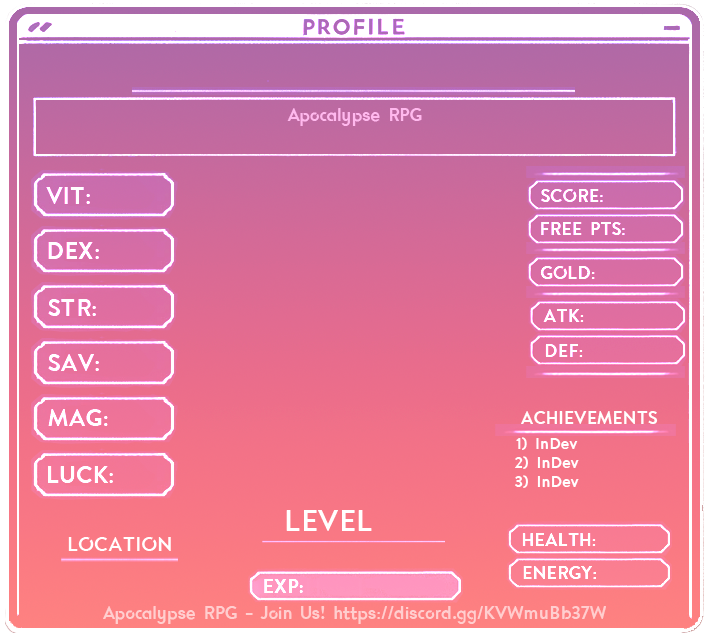 PROFILE
Apocalypse RPG
VIT:
DEX:
STR:
SAV:
MAG:
LUCK:
SCORE:
FREE PTS:
GOLD:
ATK:
DEF:
ACHIEVEMENTS
1) InDev
2) InDev
3) InDev
LOCATION
LEVEL
EXP:
HEALTH:
ENERGY:
Apocalypse RPG - Join Us! https://discord.gg/KVWmuBb37W